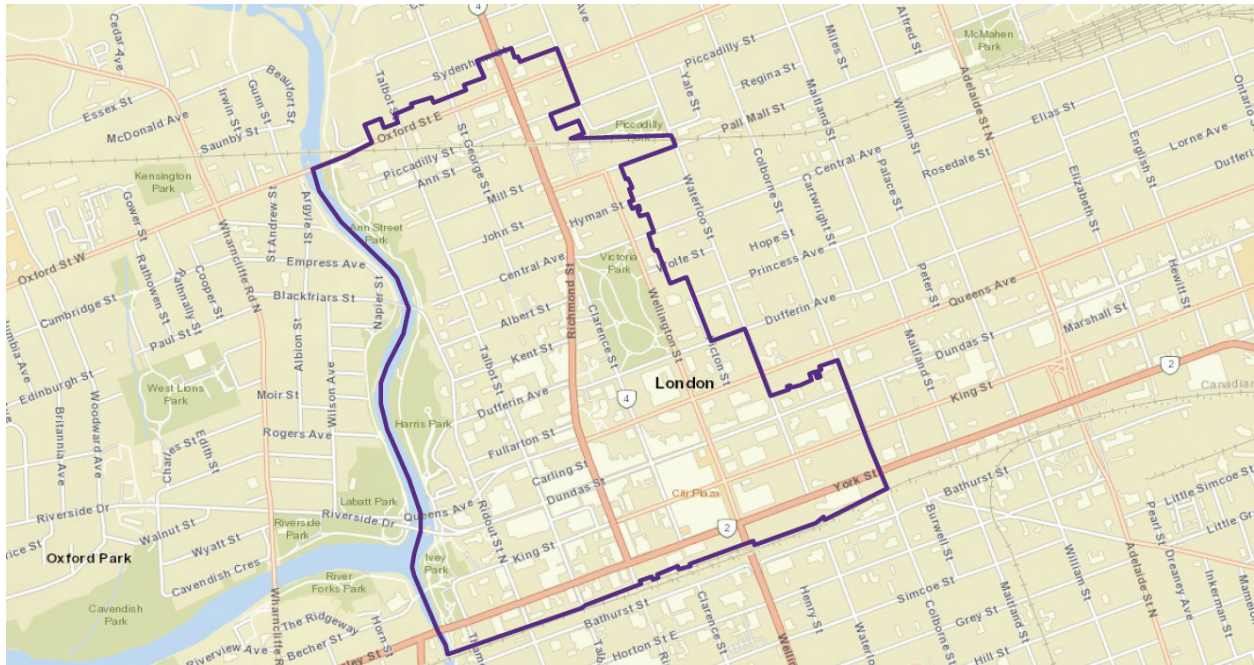 4
Cedar Ave
Essex St
McDonald Ave
Saunby St
Irwin St
Gunn St
Beaufort St
Talbot St
Sydenham St
Oxford St E
Piccadilly St
Ann St
St George St
Mill St
John St
Hyman St
Central Ave
Albert St
Kent St
Dufferin Ave
Fullarton St
Carling St
Dundas St
Queens Ave
King St
Ridout St N
Talbot St
Richmond St
Clarence St
Victoria Park
Wellington St
Wolfe St
Piccadilly St
Yale St
Regina St
Miles St
Maitland St
Pall Mall St
Alfred St
McMahen Park
Adelaide St N
Elias St
Ontario
Lorne Ave
Dufferin
English St
William St
Rosedale St
Palace St
Central Ave
Cartwright St
Colborne St
Waterloo St
Hope St
Princess Ave
Elizabeth St
Hewitt St
Peter St
Queens Ave
Dufferin Ave
Marshall St
Dundas St
Maitland St
King St
2
Canadian
London
4
Citi Plaza
York St
2
Bathurst St
Little Simcoe St
Burwell St
Pearl St
Dreaney Ave
Inkerman St
Adelaide St N
William St
Simcoe St
Grey St
Maitland St
Colborne St
Hill St
Henry St
Clarence St
Horton St E
Bathurst St
Kensington Park
Gower St
Rathowen St
Rathnally St
Cooper St
Wharncliffe Rd N
St Andrew St
Argyle St
Ann Street Park
Oxford St W
Empress Ave
Blackfriars St
Napier St
Cambridge St
Paul St
Albion St
West Lions Park
Edinburgh St
Moir St
Wilson Ave
Britannia Ave
Woodward Ave
Rogers Ave
Edith St
Harris Park
Labatt Park
Riverside Dr
Riverside Dr
Riverside Park
Walnut St
Wyatt St
Oxford Park
Cavendish Cres
Ivey Park
River Forks Park
Cavendish Park
The Ridgeway
Riverview Ave
Becher St
Horn St
Wharncliffe